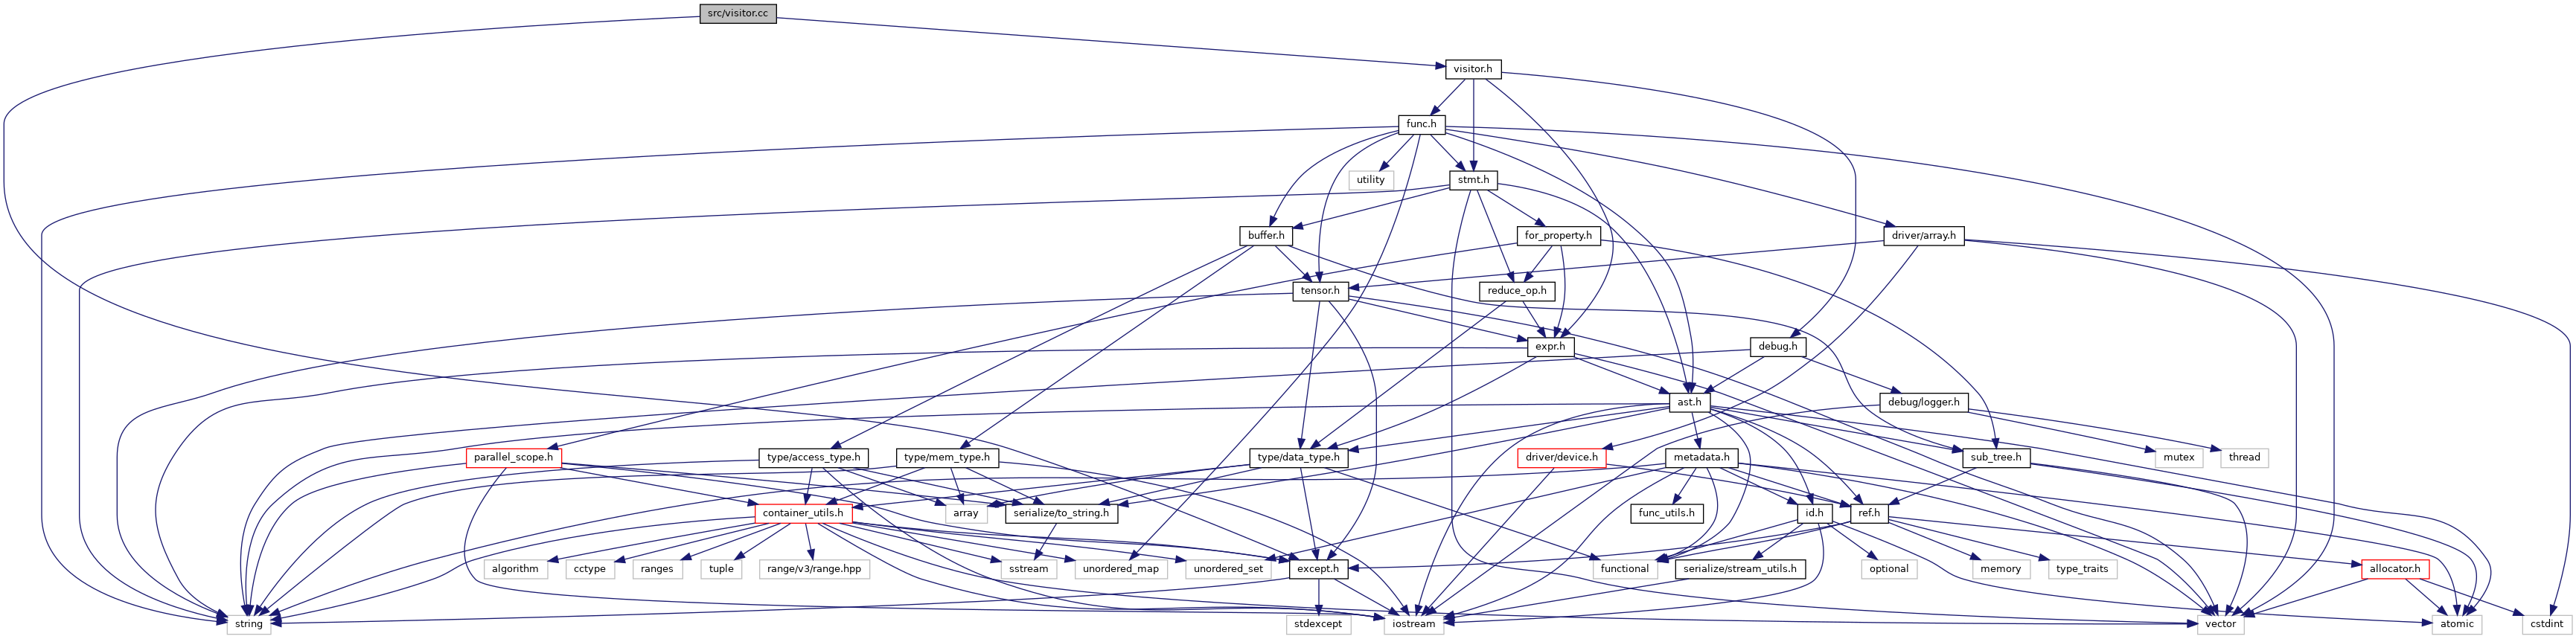 src/visitor.cc
visitor.h
func.h
utility
stmt.h
buffer.h
for_property.h
driver/array.h
tensor.h
reduce_op.h
expr.h
debug.h
ast.h
debug/logger.h
parallel_scope.h
type/access_type.h
type/mem_type.h
type/data_type.h
driver/device.h
metadata.h
sub_tree.h
mutex
thread
container_utils.h
array
serialize/to_string.h
func_utils.h
id.h
ref.h
algorithm
cctype
ranges
tuple
range/v3/range.hpp
sstream
unordered_map
unordered_set
except.h
functional
serialize/stream_utils.h
optional
memory
type_traits
allocator.h
string
stdexcept
iostream
vector
atomic
cstdint